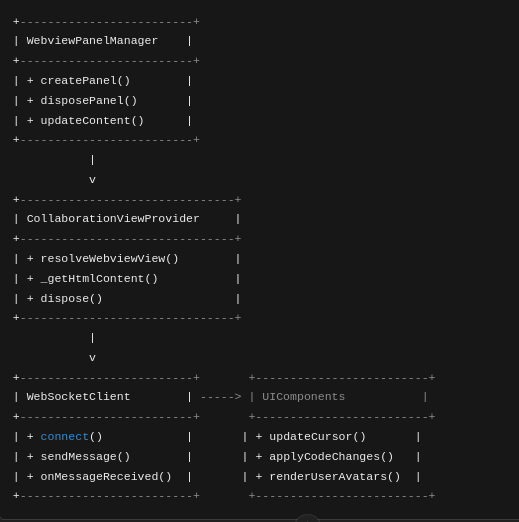 +-------------------------+
| WebviewPanelManager    |
+-------------------------+
| + createPanel()        |
| + disposePanel()       |
| + updateContent()      |
+-------------------------+
           |
           v
+-------------------------------+
| CollaborationViewProvider     |
+-------------------------------+
| + resolveWebviewView()        |
| + _getHtmlContent()           |
| + dispose()                   |
+-------------------------------+
           |
           v
+-------------------------+       +-------------------------+
| WebSocketClient        | -----> | UIComponents           |
+-------------------------+       +-------------------------+
| + connect()            |       | + updateCursor()       |
| + sendMessage()        |       | + applyCodeChanges()   |
| + onMessageReceived()  |       | + renderUserAvatars()  |
+-------------------------+       +-------------------------+